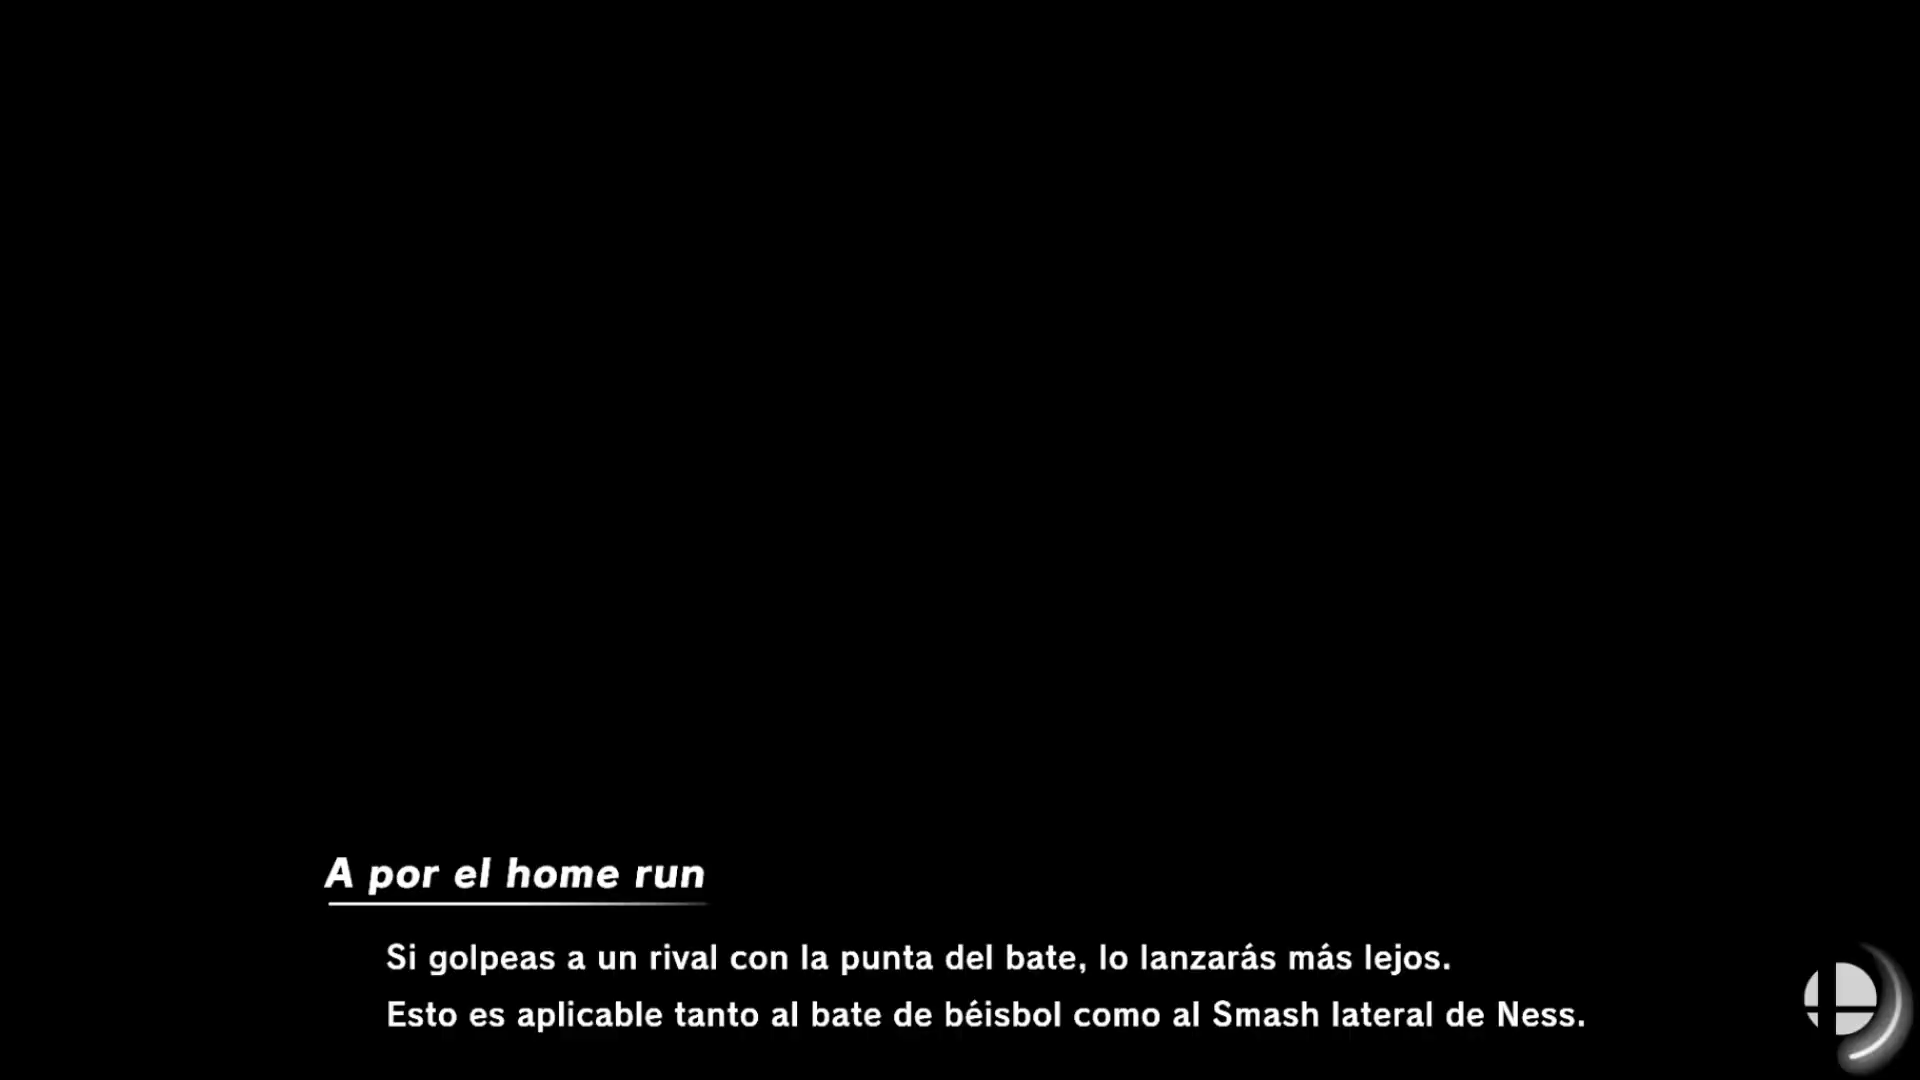 A por el home run
Si golpeas a un rival con la punta del bate, lo lanzarás más lejos.
Esto es aplicable tanto al bate de béisbol como al Smash lateral de Ness.